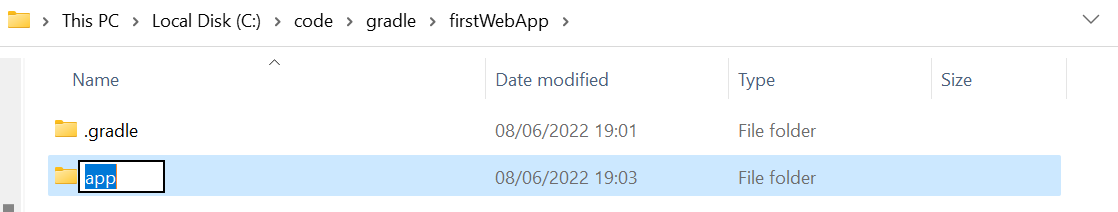 This PC > Local Disk (C:) > code > gradle > firstWebApp >
Name Date modified Type Size
.gradle 08/06/2022 19:01 File folder
app 08/06/2022 19:03 File folder